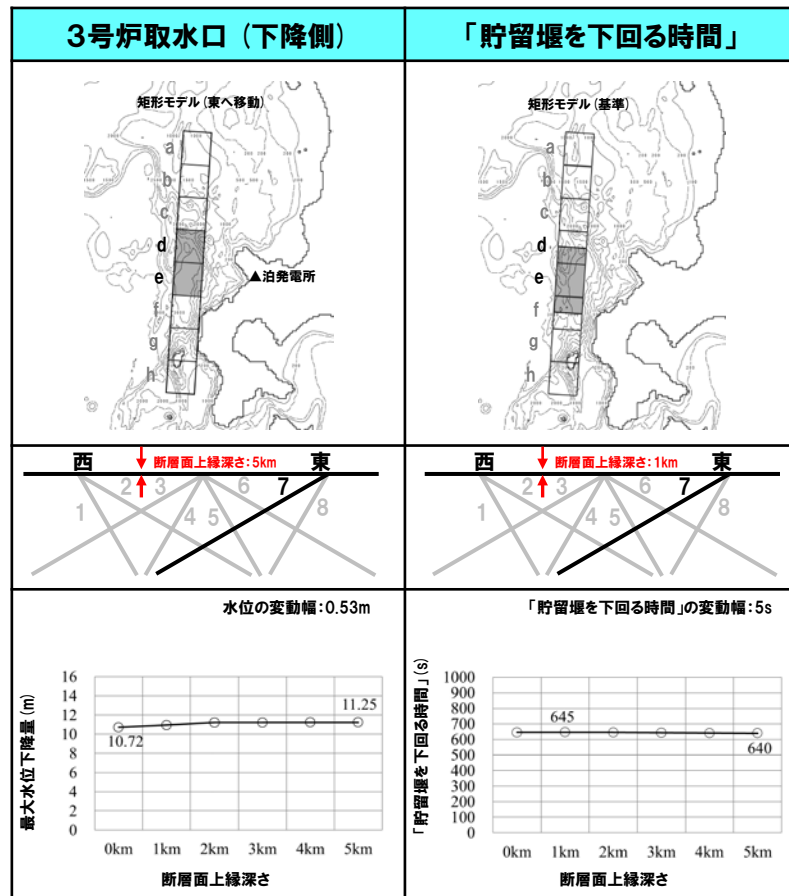 3号炉取水口（下降側）
「貯留堰を下回る時間」
矩形モデル（東へ移動）
a
b
c
d
e
f
g
h
▲泊発電所
矩形モデル（基準）
a
b
c
d
e
f
g
h
西
断層面上縁深さ：5km
東
1
2
3
4
5
6
7
8
西
断層面上縁深さ：1km
東
1
2
3
4
5
6
7
8
水位の変動幅：0.53m
最大水位下降量(m)
16
14
12
10
8
6
4
2
0
10.72
11.25
0km 1km 2km 3km 4km 5km
断層面上縁深さ
「貯留堰を下回る時間」の変動幅：5s
「貯留堰を下回る時間」(s)
1000
900
800
700
600
500
400
300
200
100
0
645
640
0km 1km 2km 3km 4km 5km
断層面上縁深さ